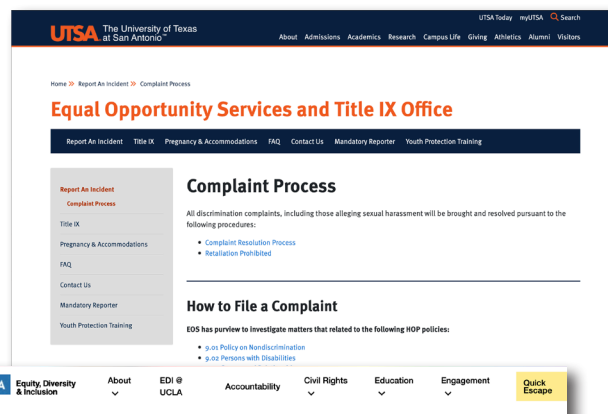 UTSA Today myUTSA Search
UTSA The University of Texas
at San Antonio™
About Admissions Academics Research Campus Life Giving Athletics Alumni Visitors
Home » Report An Incident » Complaint Process
Equal Opportunity Services and Title IX Office
Report An Incident Title IX Pregnancy & Accommodations FAQ Contact Us Mandatory Reporter Youth Protection Training
Report An Incident
Complaint Process
Title IX
Pregnancy & Accommodations
FAQ
Contact Us
Mandatory Reporter
Youth Protection Training
Complaint Process
All discrimination complaints, including those alleging sexual harassment will be brought and resolved pursuant to the
following procedures:
• Complaint Resolution Process
• Retaliation Prohibited
How to File a Complaint
EOS has purview to investigate matters that related to the following HOP policies:
• 9.01 Policy on Nondiscrimination
• 9.02 Persons with Disabilities
A Equity, Diversity
& Inclusion
About
EDI @
UCLA
Accountability
Civil Rights
Education
Engagement
Quick
Escape